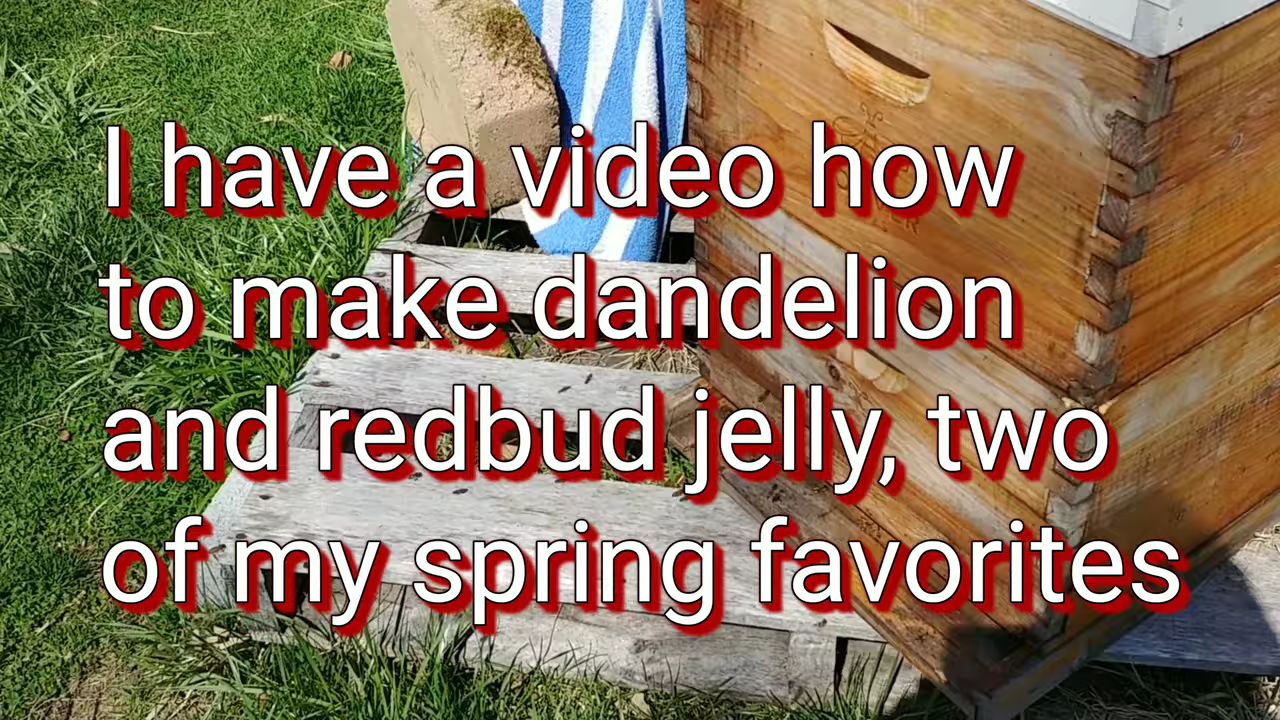 I have a video how
to make dandelion
and redbud jelly, two
of my spring favorites